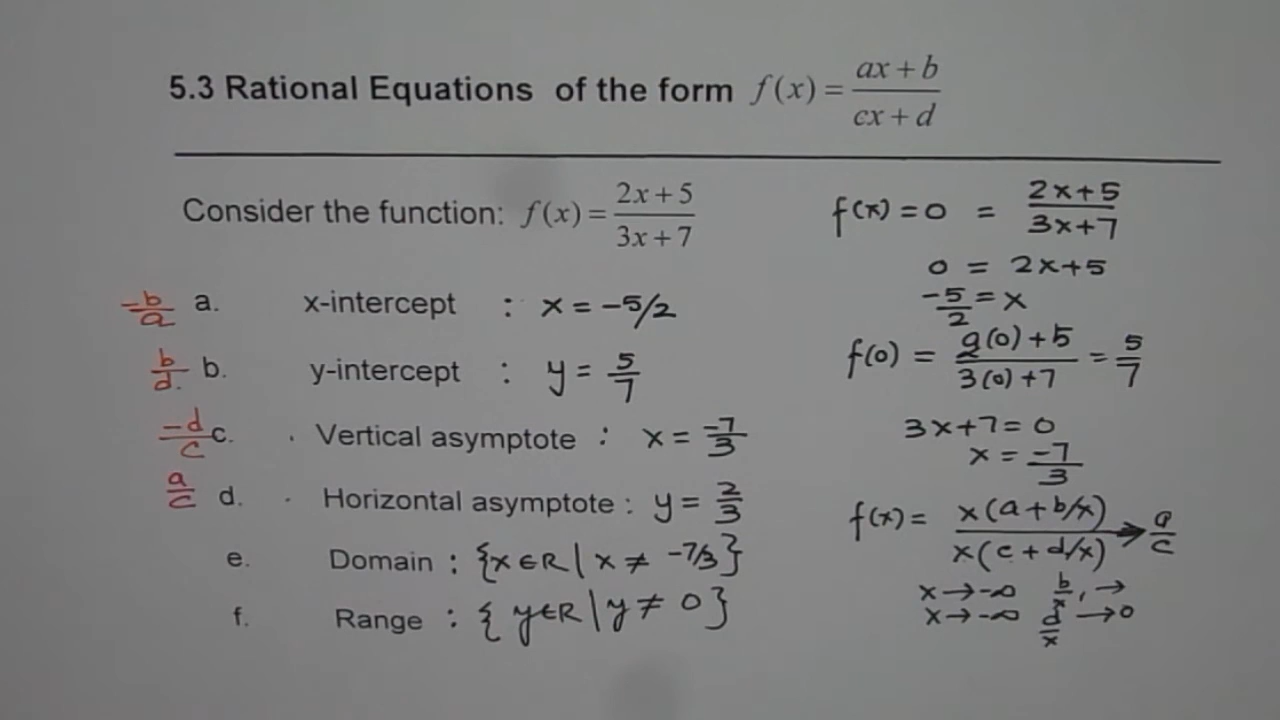 5.3 Rational Equations of the form f(x) = (ax + b)/(cx + d)
Consider the function: f(x) = (2x + 5)/(3x + 7)
-b/a a. x-intercept : x = -5/2
b/d. b. y-intercept : y = 5/7
-d/c c. . Vertical asymptote : x = -7/3
a/c d. . Horizontal asymptote : y = 2/3
e. Domain : {x ∈ R | x ≠ -7/3}
f. Range : {y ∈ R | y ≠ 0}
f(x) = 0 = (2x+5)/(3x+7)
0 = 2x+5
-5/2 = x
f(0) = (2(0)+5)/(3(0)+7) = 5/7
3x+7 = 0
x = -7/3
f(x) = x(a+b/x)/x(c+d/x) → a/c
x → -∞ b/x, →
x → -∞ d/x → 0